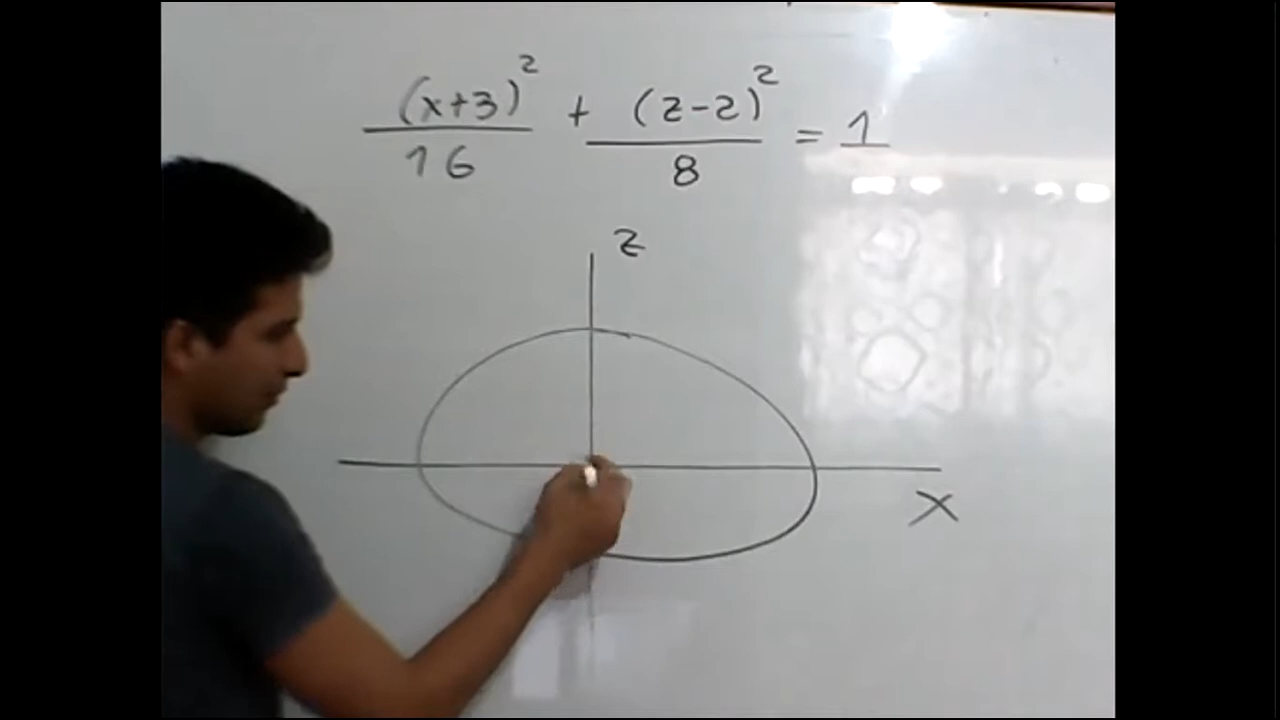 (x+3)² / 16 + (z-2)² / 8 = 1
z
x